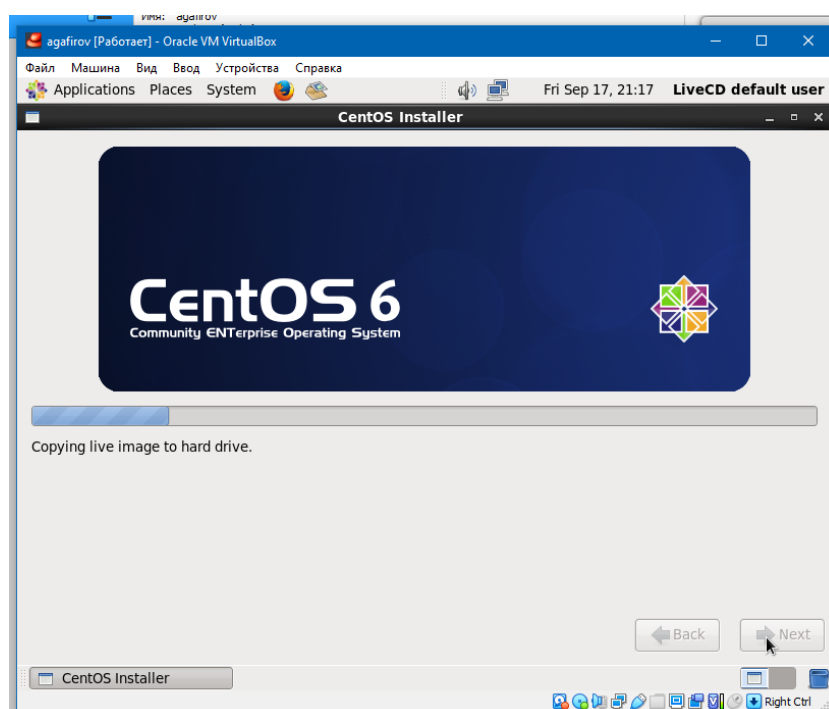 Имя: agafirov
agafirov [Работает] - Oracle VM VirtualBox
Файл Машина Вид Ввод Устройства Справка
Applications Places System Fri Sep 17, 21:17 LiveCD default user
CentOS Installer
CentOS 6
Community ENTerprise Operating System
Copying live image to hard drive.
Back Next
CentOS Installer
Right Ctrl